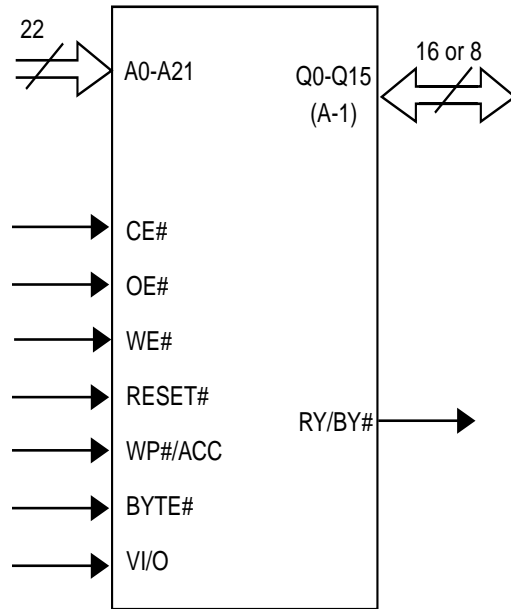 22
16 or 8
A0-A21
Q0-Q15
(A-1)
CE#
OE#
WE#
RESET#
RY/BY#
WP#/ACC
BYTE#
VI/O